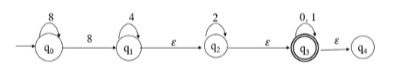 8 4 2 0, 1
8 ε ε ε
q₀ q₁ q₂ q₃ q₄